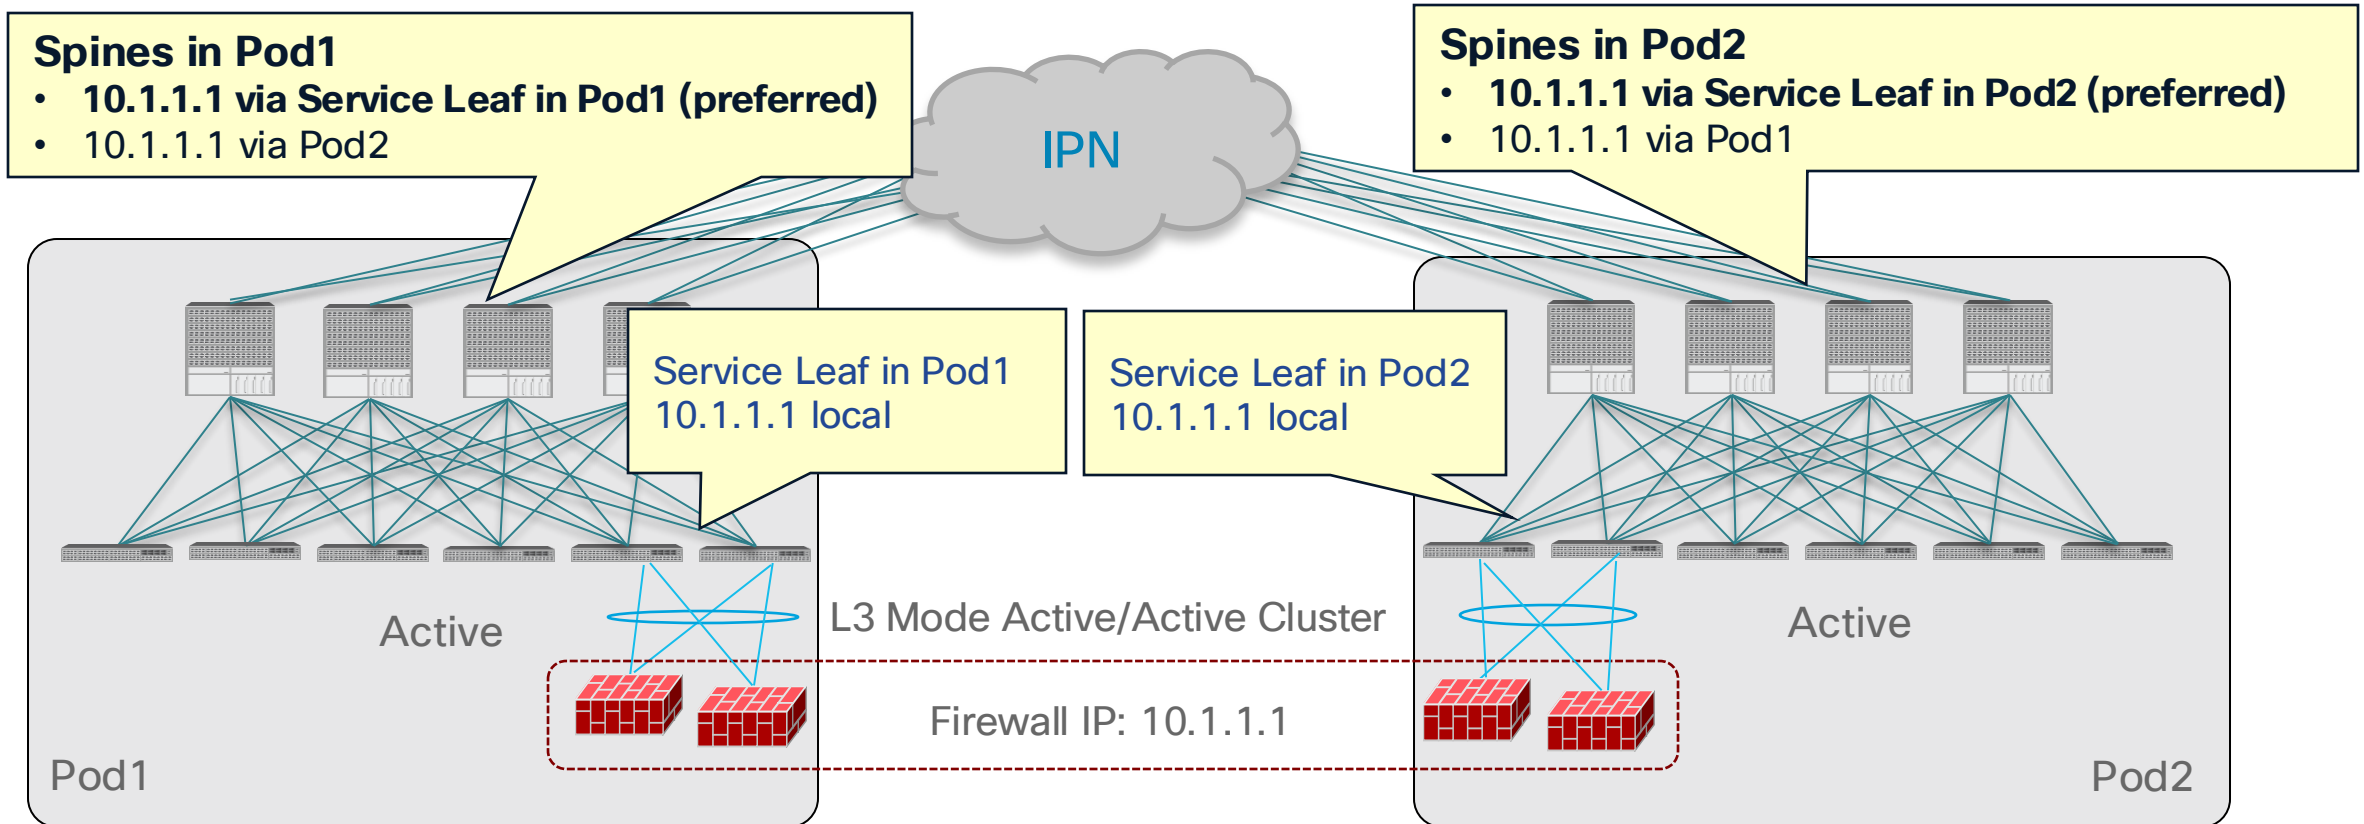 Spines in Pod1
• 10.1.1.1 via Service Leaf in Pod1 (preferred)
• 10.1.1.1 via Pod2
IPN
Spines in Pod2
• 10.1.1.1 via Service Leaf in Pod2 (preferred)
• 10.1.1.1 via Pod1
Service Leaf in Pod1
10.1.1.1 local
Service Leaf in Pod2
10.1.1.1 local
Active
L3 Mode Active/Active Cluster
Active
Firewall IP: 10.1.1.1
Pod1
Pod2